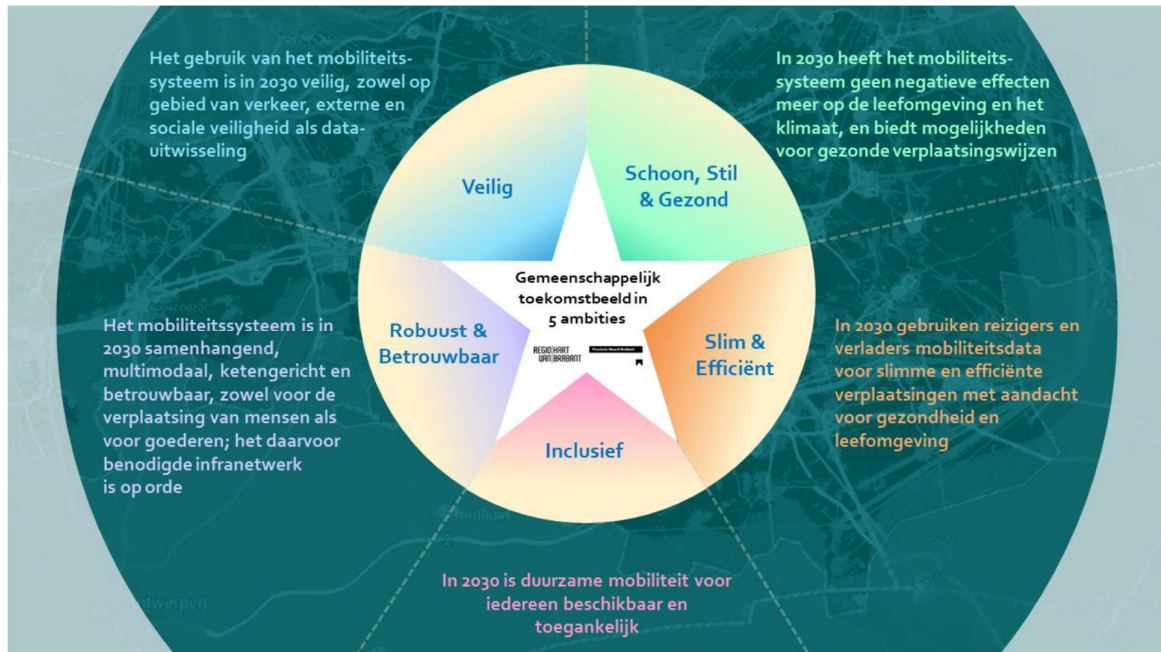 Het gebruik van het mobiliteits-
systeem is in 2030 veilig, zowel op
gebied van verkeer, externe en
sociale veiligheid als data-
uitwisseling
In 2030 heeft het mobiliteits-
systeem geen negatieve effecten
meer op de leefomgeving en het
klimaat, en biedt mogelijkheden
voor gezonde verplaatsingswijzen
Veilig
Schoon, Stil
& Gezond
Gemeenschappelijk
toekomstbeeld in
5 ambities
REGIO HART
VAN BRABANT
Provincie Noord-Brabant
Robuust &
Betrouwbaar
Slim &
Efficiënt
Inclusief
Het mobiliteitssysteem is in
2030 samenhangend,
multimodaal, ketengericht en
betrouwbaar, zowel voor de
verplaatsing van mensen als
voor goederen; het daarvoor
benodigde infranetwerk
is op orde
In 2030 gebruiken reizigers en
verladers mobiliteitsdata
voor slimme en efficiënte
verplaatsingen met aandacht
voor gezondheid en
leefomgeving
In 2030 is duurzame mobiliteit voor
iedereen beschikbaar en
toegankelijk